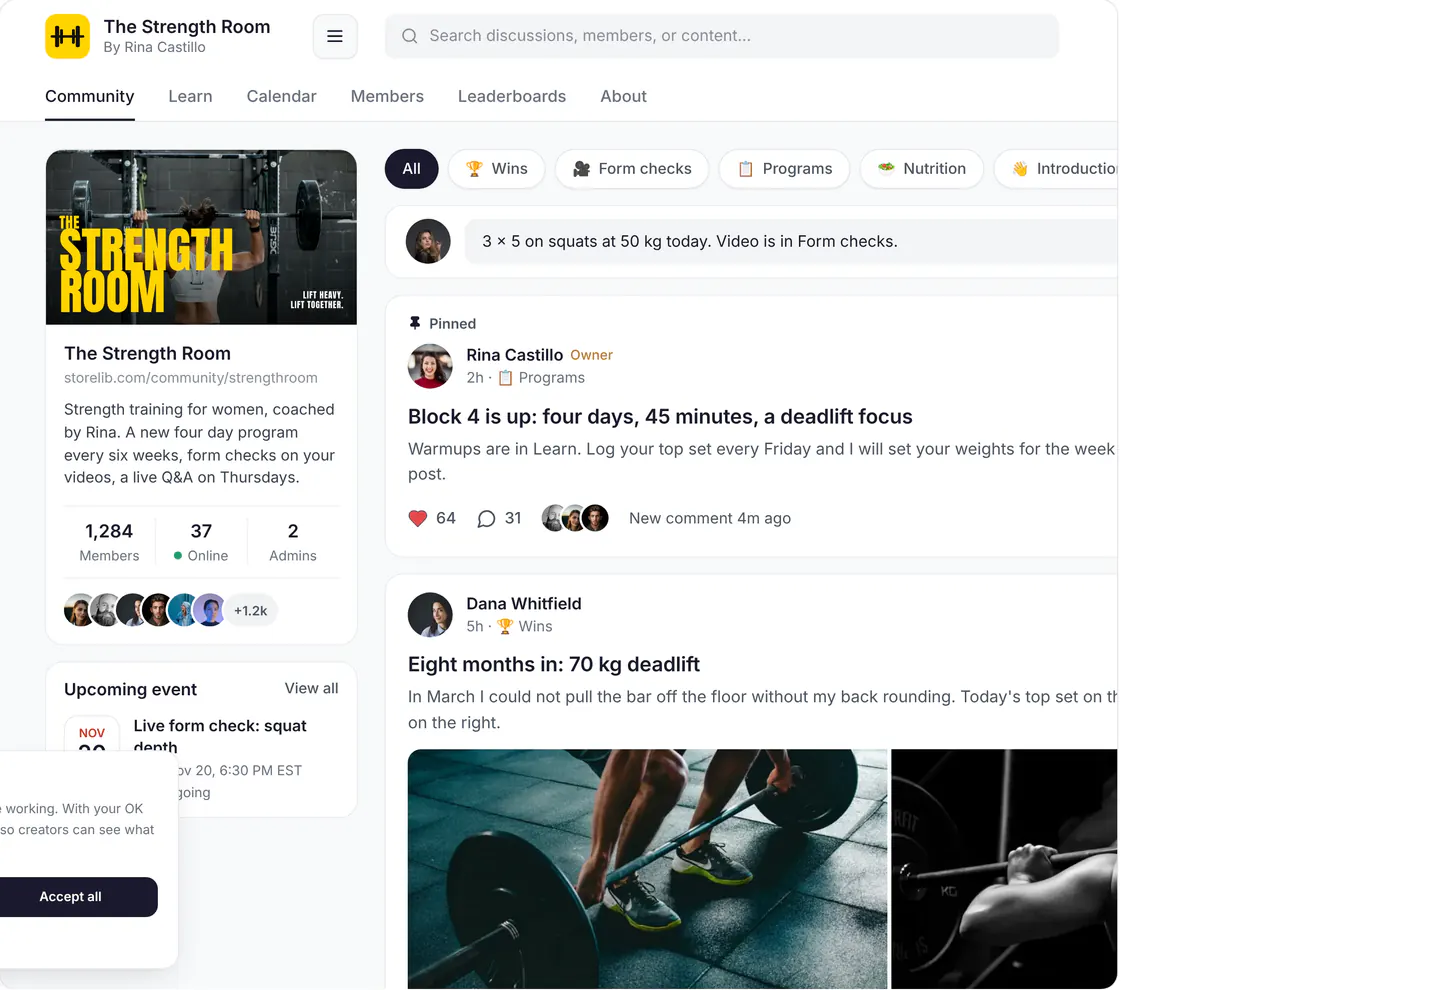 The Strength Room
By Rina Castillo
Search discussions, members, or content...
Community
Learn
Calendar
Members
Leaderboards
About
THE
STRENGTH
ROOM
LIFT HEAVY.
LIFT TOGETHER.
The Strength Room
storelib.com/community/strengthroom
Strength training for women, coached
by Rina. A new four day program
every six weeks, form checks on your
videos, a live Q&A on Thursdays.
1,284
Members
37
Online
2
Admins
+1.2k
Upcoming event
View all
NOV
Live form check: squat
depth
20, 6:30 PM EST
going
working. With your OK
so creators can see what
Accept all
All
🏆 Wins
🎥 Form checks
📋 Programs
🥗 Nutrition
👋
3 × 5 on squats at 50 kg today. Video is in Form checks.
Pinned
Rina Castillo Owner
2h · 📋 Programs
Block 4 is up: four days, 45 minutes, a deadlift focus
Warmups are in Learn. Log your top set every Friday and I will set your weights for the week
post.
64
31
New comment 4m ago
Dana Whitfield
5h · 🏆 Wins
Eight months in: 70 kg deadlift
In March I could not pull the bar off the floor without my back rounding. Today's top set on
on the right.
KG